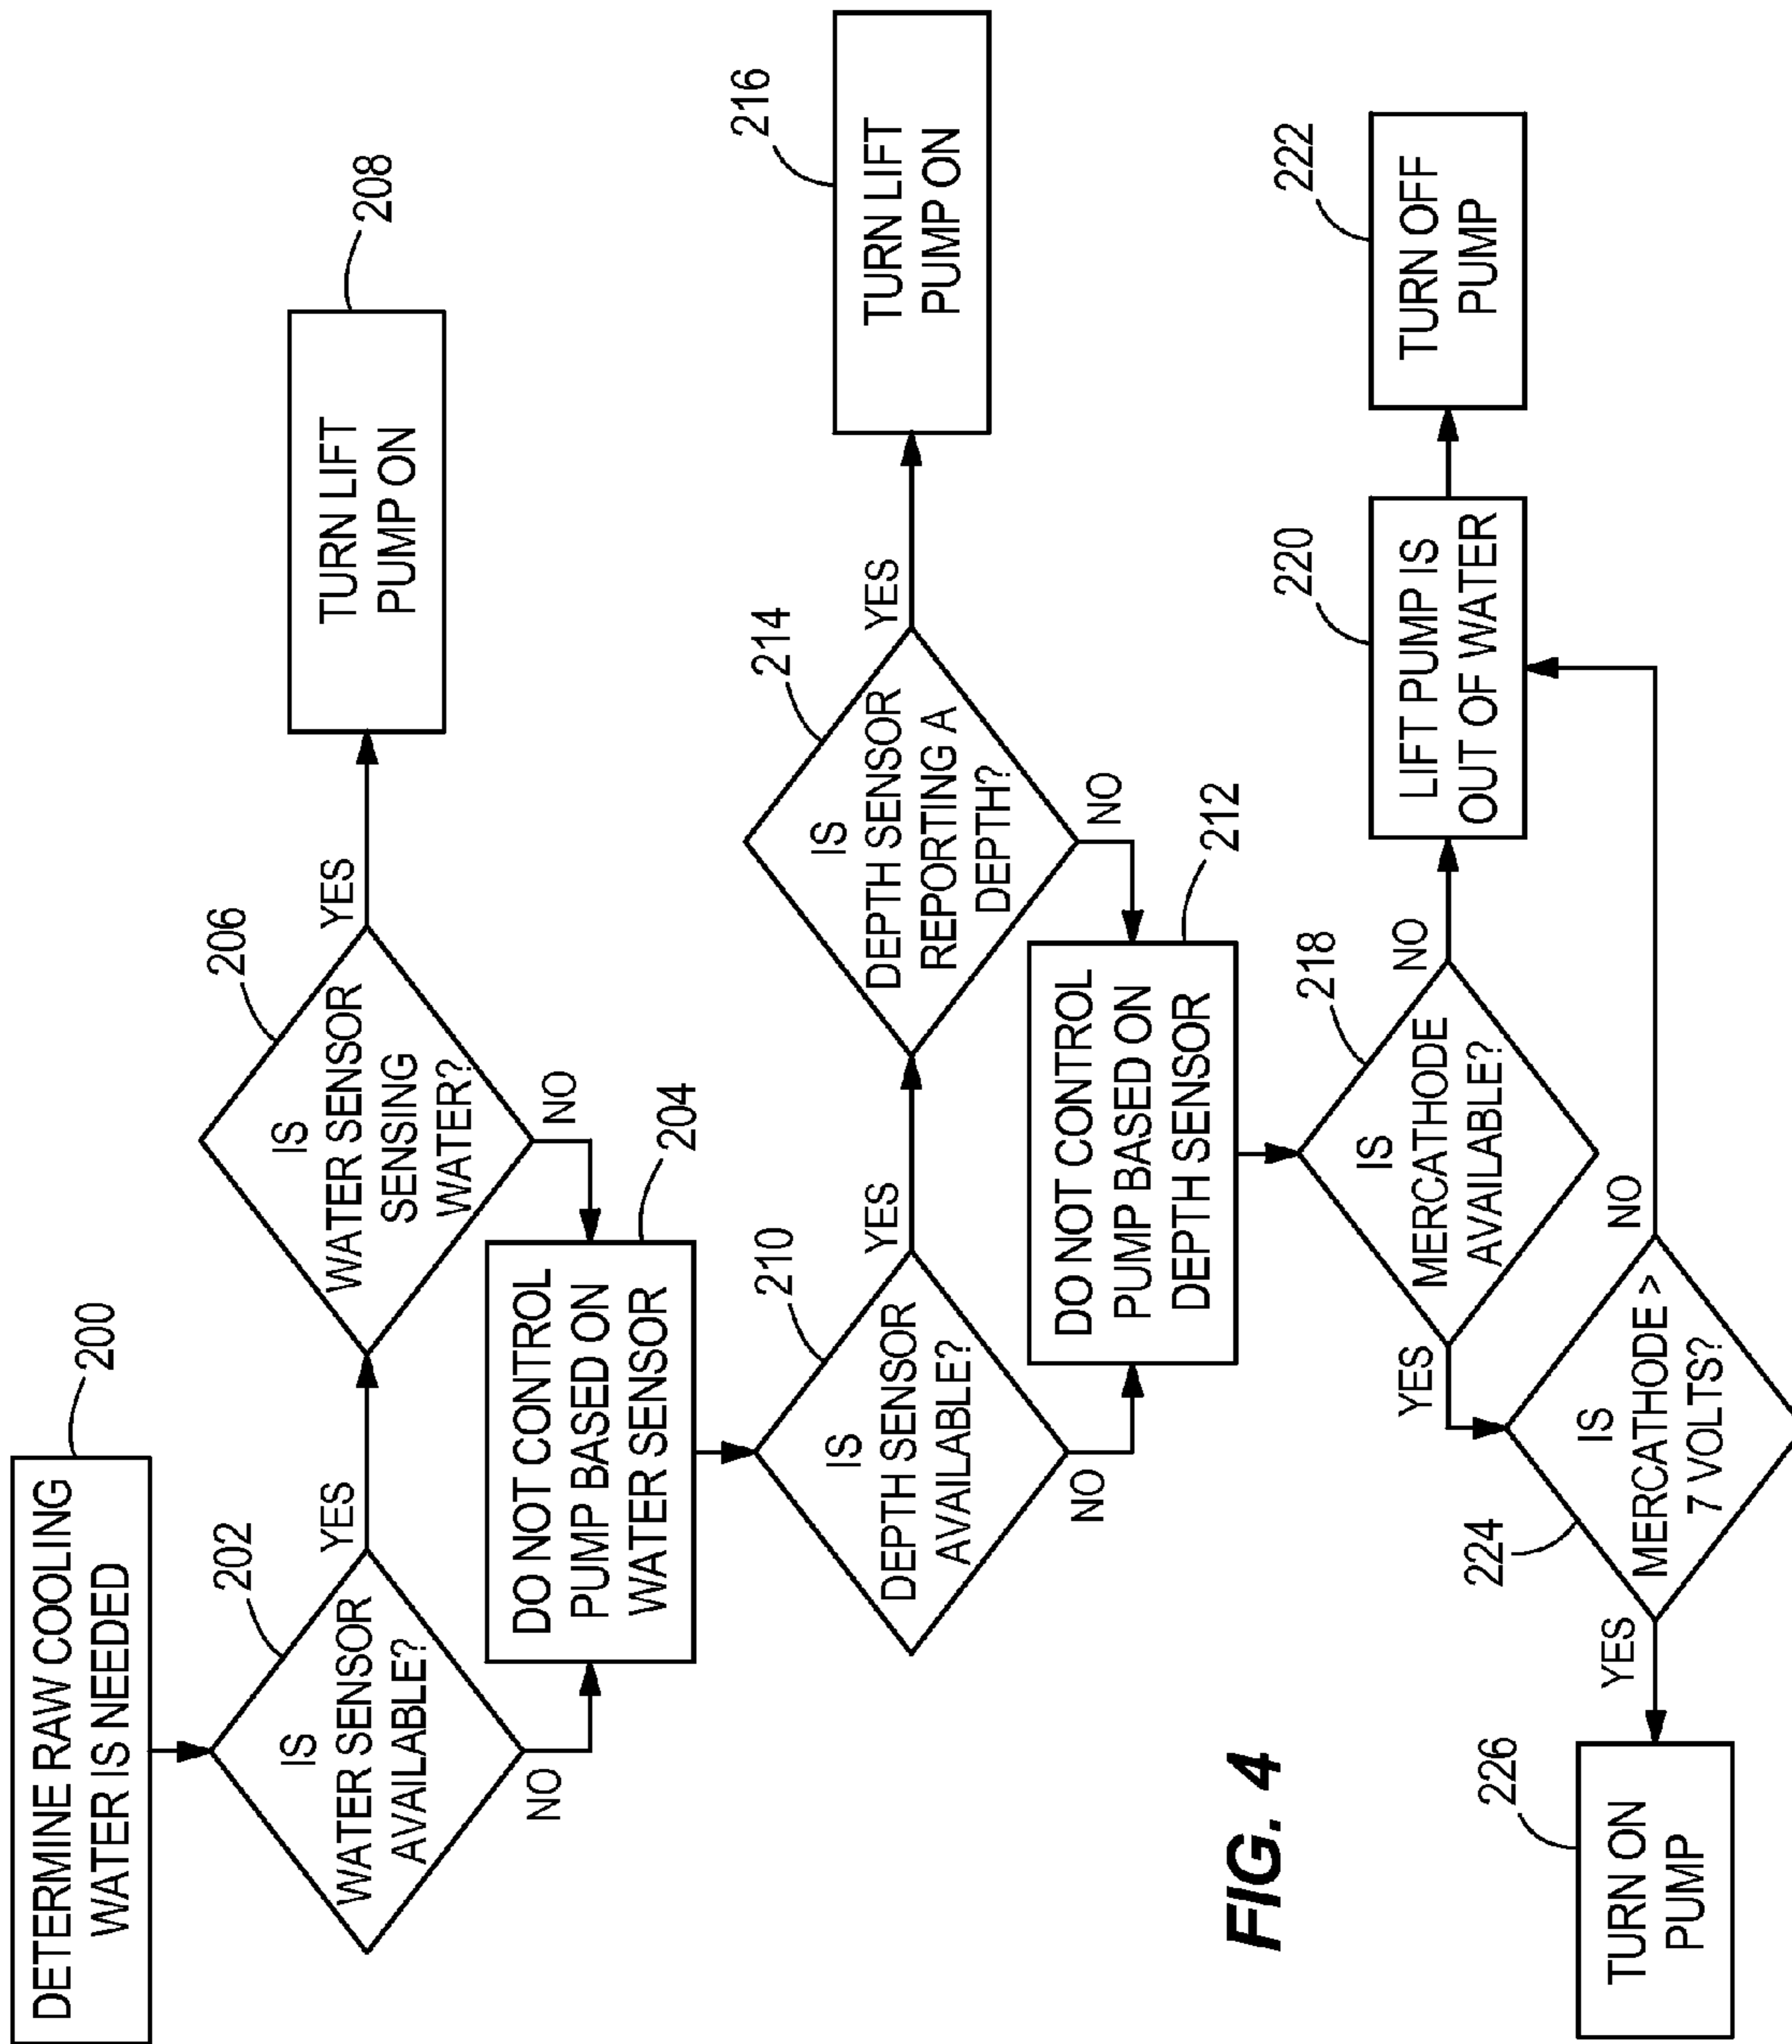 DETERMINE RAW COOLING
WATER IS NEEDED
200
IS
WATER SENSOR
AVAILABLE?
202
YES
NO
IS
WATER SENSOR
SENSING
WATER?
206
YES
NO
TURN LIFT
PUMP ON
208
DO NOT CONTROL
PUMP BASED ON
WATER SENSOR
204
IS
DEPTH SENSOR
AVAILABLE?
210
YES
NO
IS
DEPTH SENSOR
REPORTING A
DEPTH?
214
YES
NO
TURN LIFT
PUMP ON
216
DO NOT CONTROL
PUMP BASED ON
DEPTH SENSOR
212
IS
MERCATHODE
AVAILABLE?
218
NO
YES
LIFT PUMP IS
OUT OF WATER
220
TURN OFF
PUMP
222
IS
MERCATHODE >
7 VOLTS?
224
NO
YES
TURN ON
PUMP
226
FIG. 4